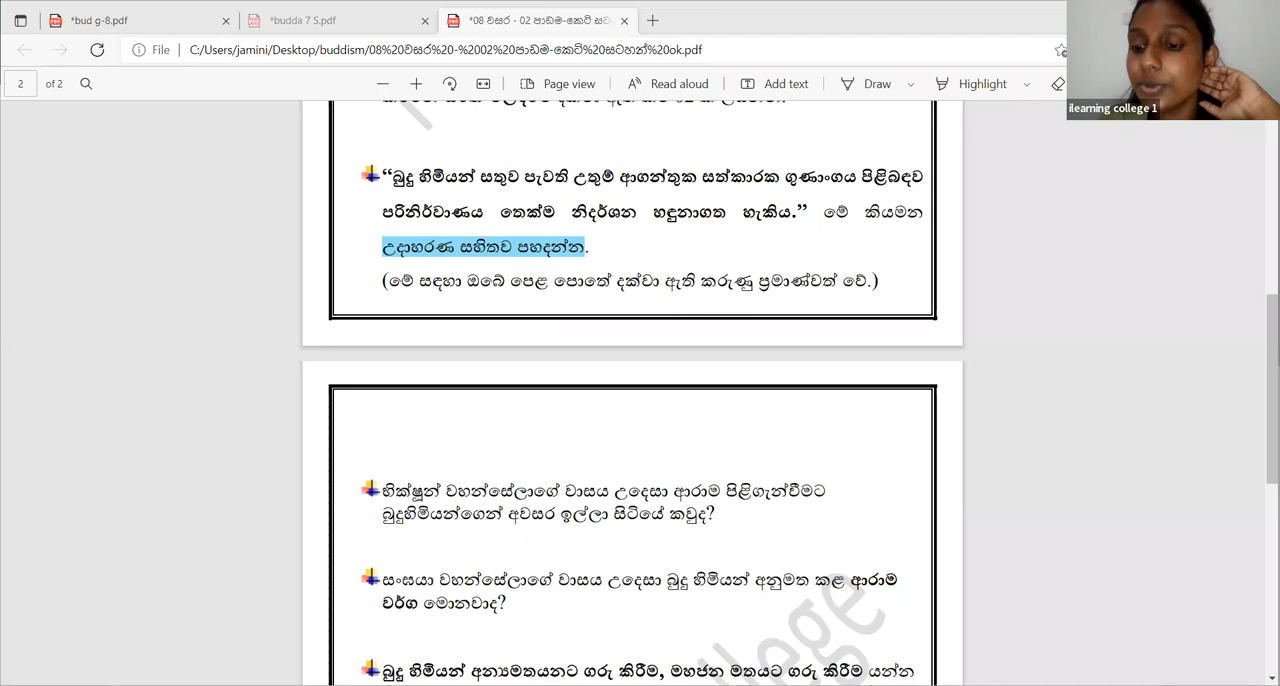 *bud g-8.pdf
*budda 7 S.pdf
*08 වසර - 02 පාඩම-කෙටි සට
File C:/Users/jamini/Desktop/buddism/08%20වසර%20-%2002%20පාඩම-කෙටි%20සටහන්%20ok.pdf
2 of 2 Page view Read aloud Add text Draw Highlight
ilearning college 1
“බුදු හිමියන් සතුව පැවති උතුම් ආගන්තුක සත්කාරක ගුණාංගය පිළිබඳව
පරිනිර්වාණය තෙක්ම නිදර්ශන හඳුනාගත හැකිය.” මේ කියමන
උදාහරණ සහිතව පහදන්න.
(මේ සඳහා ඔබේ පෙළ පොතේ දක්වා ඇති කරුණු ප්‍රමාණවත් වේ.)
භික්ෂූන් වහන්සේලාගේ වාසය උදෙසා ආරාම පිළිගැන්වීමට
බුදුහිමියන්ගෙන් අවසර ඉල්ලා සිටියේ කවුද?
සංඝයා වහන්සේලාගේ වාසය උදෙසා බුදු හිමියන් අනුමත කළ ආරාම
වර්ග මොනවාද?
බුදු හිමියන් අන්‍යමතයනට ගරු කිරීම, මහජන මතයට ගරු කිරීම යන්න
llege